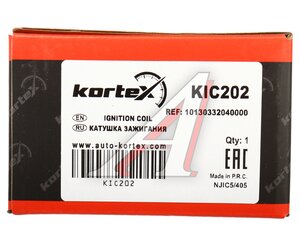 korteX
KIC202
REF: 10130332040000
EN IGNITION COIL
RU КАТУШКА ЗАЖИГАНИЯ
www.auto-kortex.com
Qty: 1
KIC202
EAC
Made in P.R.C.
NJIC5/405